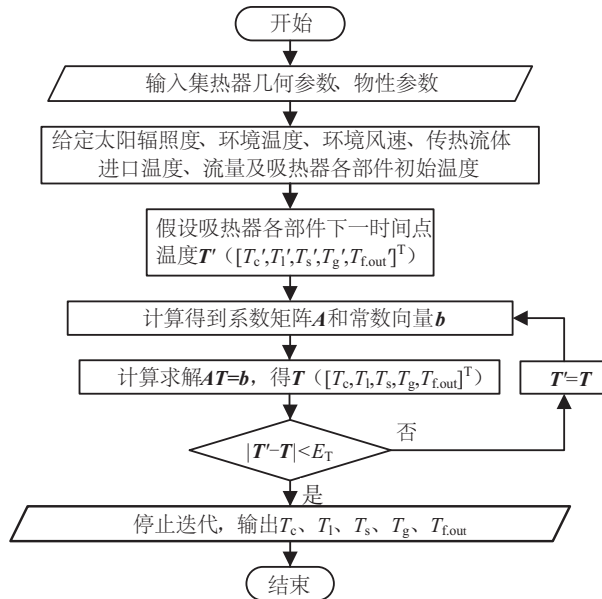 开始
输入集热器几何参数、物性参数
给定太阳辐照度、环境温度、环境风速、传热流体
进口温度、流量及吸热器各部件初始温度
假设吸热器各部件下一时间点
温度T'([Tc',Tl',Ts',Tg',Tf.out']T)
计算得到系数矩阵A和常数向量b
计算求解AT=b,得T([Tc,Tl,Ts,Tg,Tf.out]T)
T'=T
|T'−T|<ET
否
是
停止迭代,输出Tc、Tl、Ts、Tg、Tf.out
结束